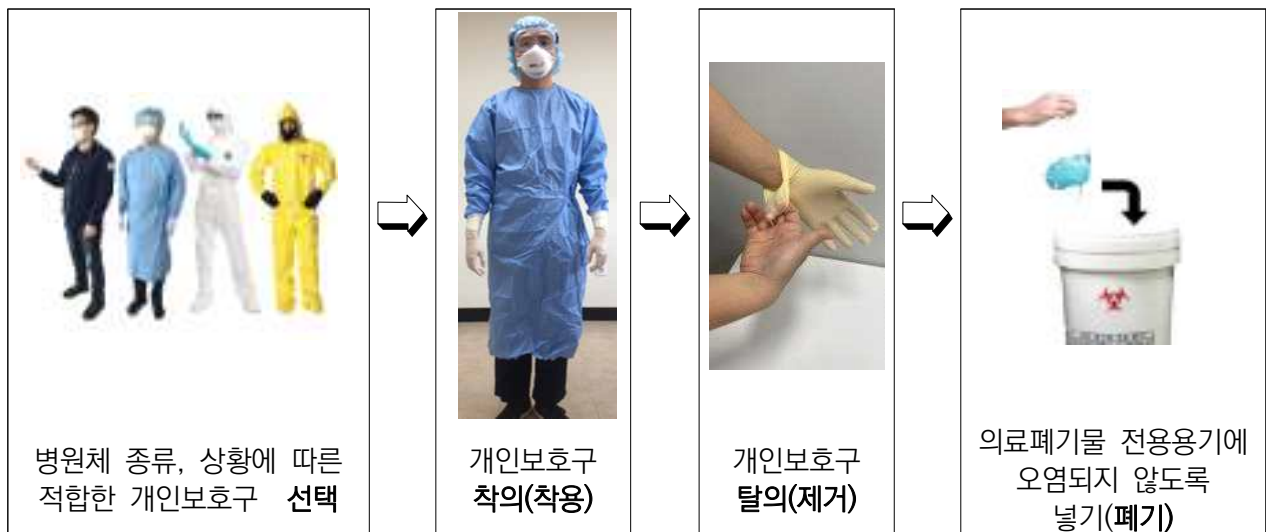 병원체 종류, 상황에 따른
적합한 개인보호구 선택
개인보호구
착의(착용)
개인보호구
탈의(제거)
의료폐기물 전용용기에
오염되지 않도록
넣기(폐기)